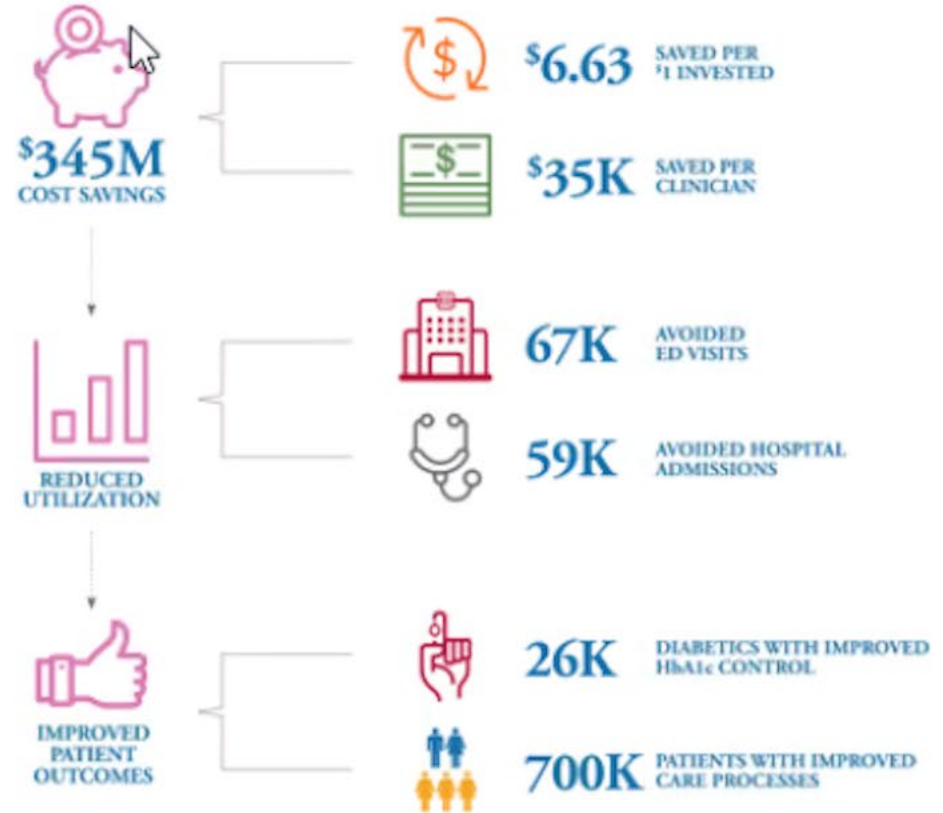 $345M
COST SAVINGS
$6.63
SAVED PER
$1 INVESTED
$35K
SAVED PER
CLINICIAN
REDUCED
UTILIZATION
67K
AVOIDED
ED VISITS
59K
AVOIDED HOSPITAL
ADMISSIONS
IMPROVED
PATIENT
OUTCOMES
26K
DIABETICS WITH IMPROVED
HbA1c CONTROL
700K
PATIENTS WITH IMPROVED
CARE PROCESSES